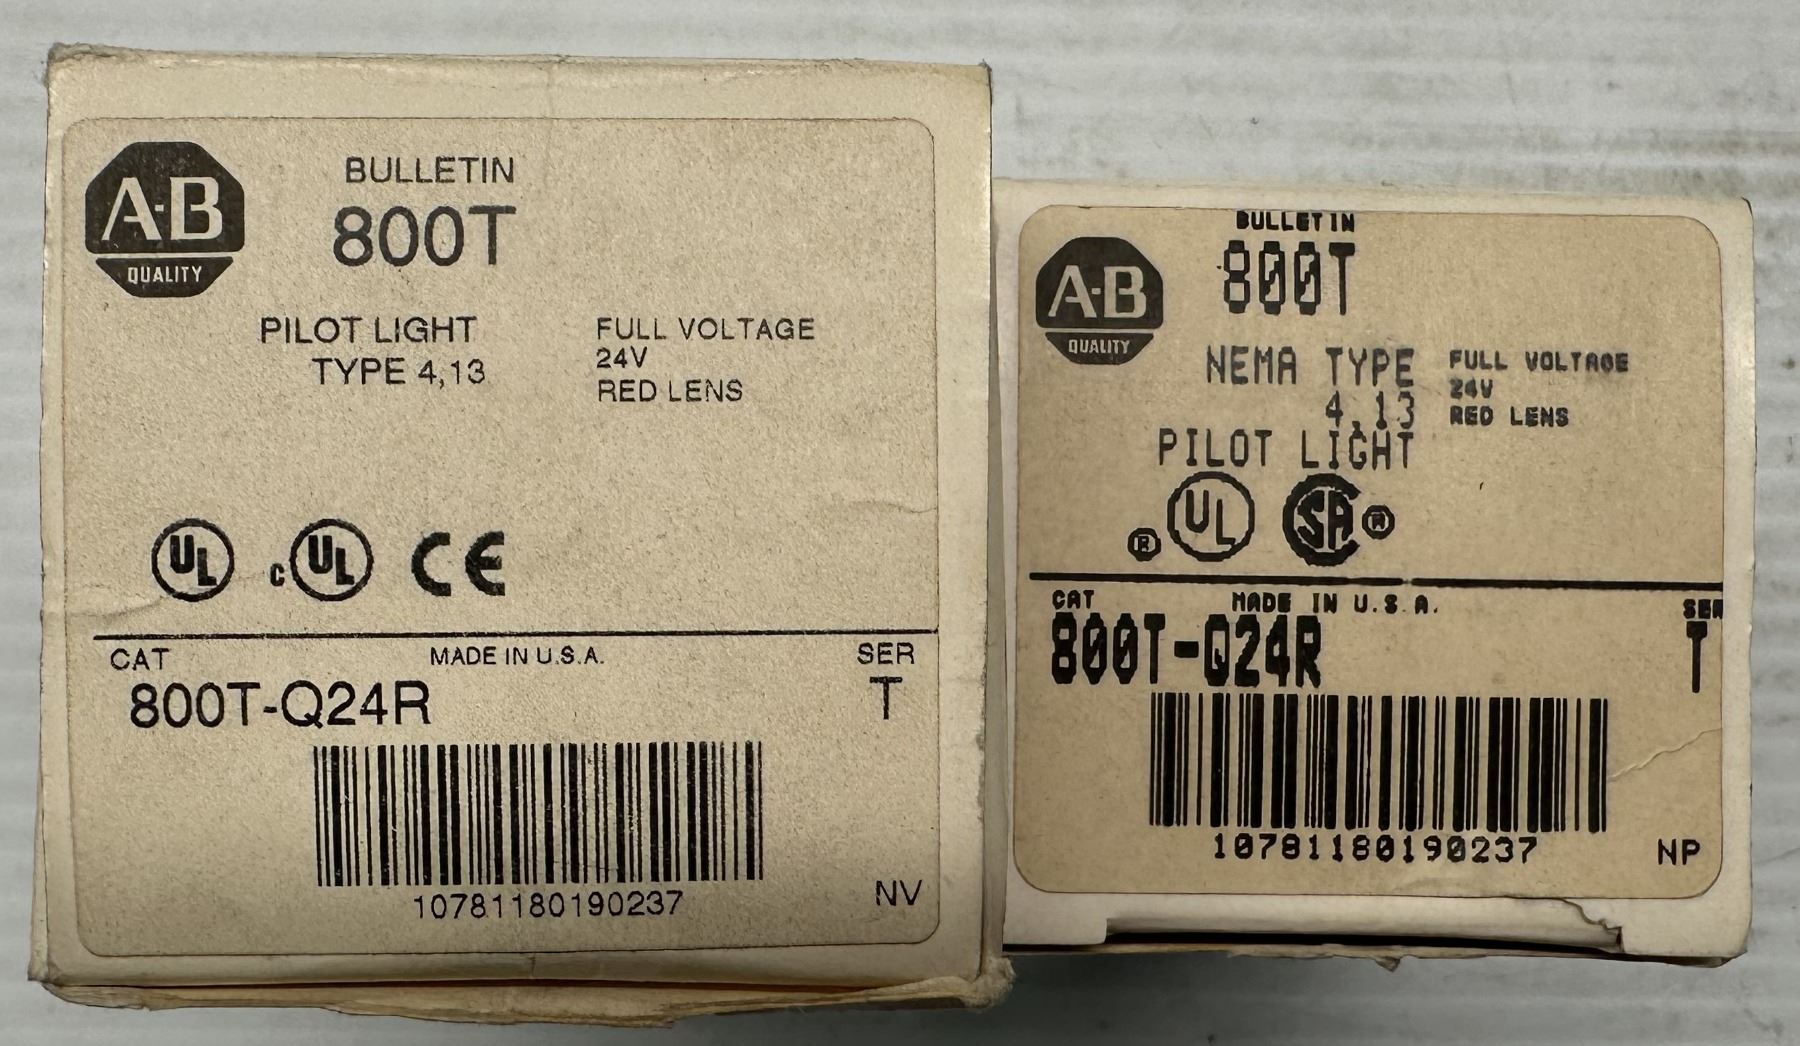 A-B
QUALITY
BULLETIN
800T
PILOT LIGHT
TYPE 4,13
FULL VOLTAGE
24V
RED LENS
UL
c UL
CE
CAT
MADE IN U.S.A.
SER
800T-Q24R
T
10781180190237
NV
A-B
QUALITY
BULLETIN
800T
NEMA TYPE
4,13
PILOT LIGHT
FULL VOLTAGE
24V
RED LENS
® UL
SA ®
CAT
MADE IN U.S.A.
SER
800T-Q24R
T
10781180190237
NP